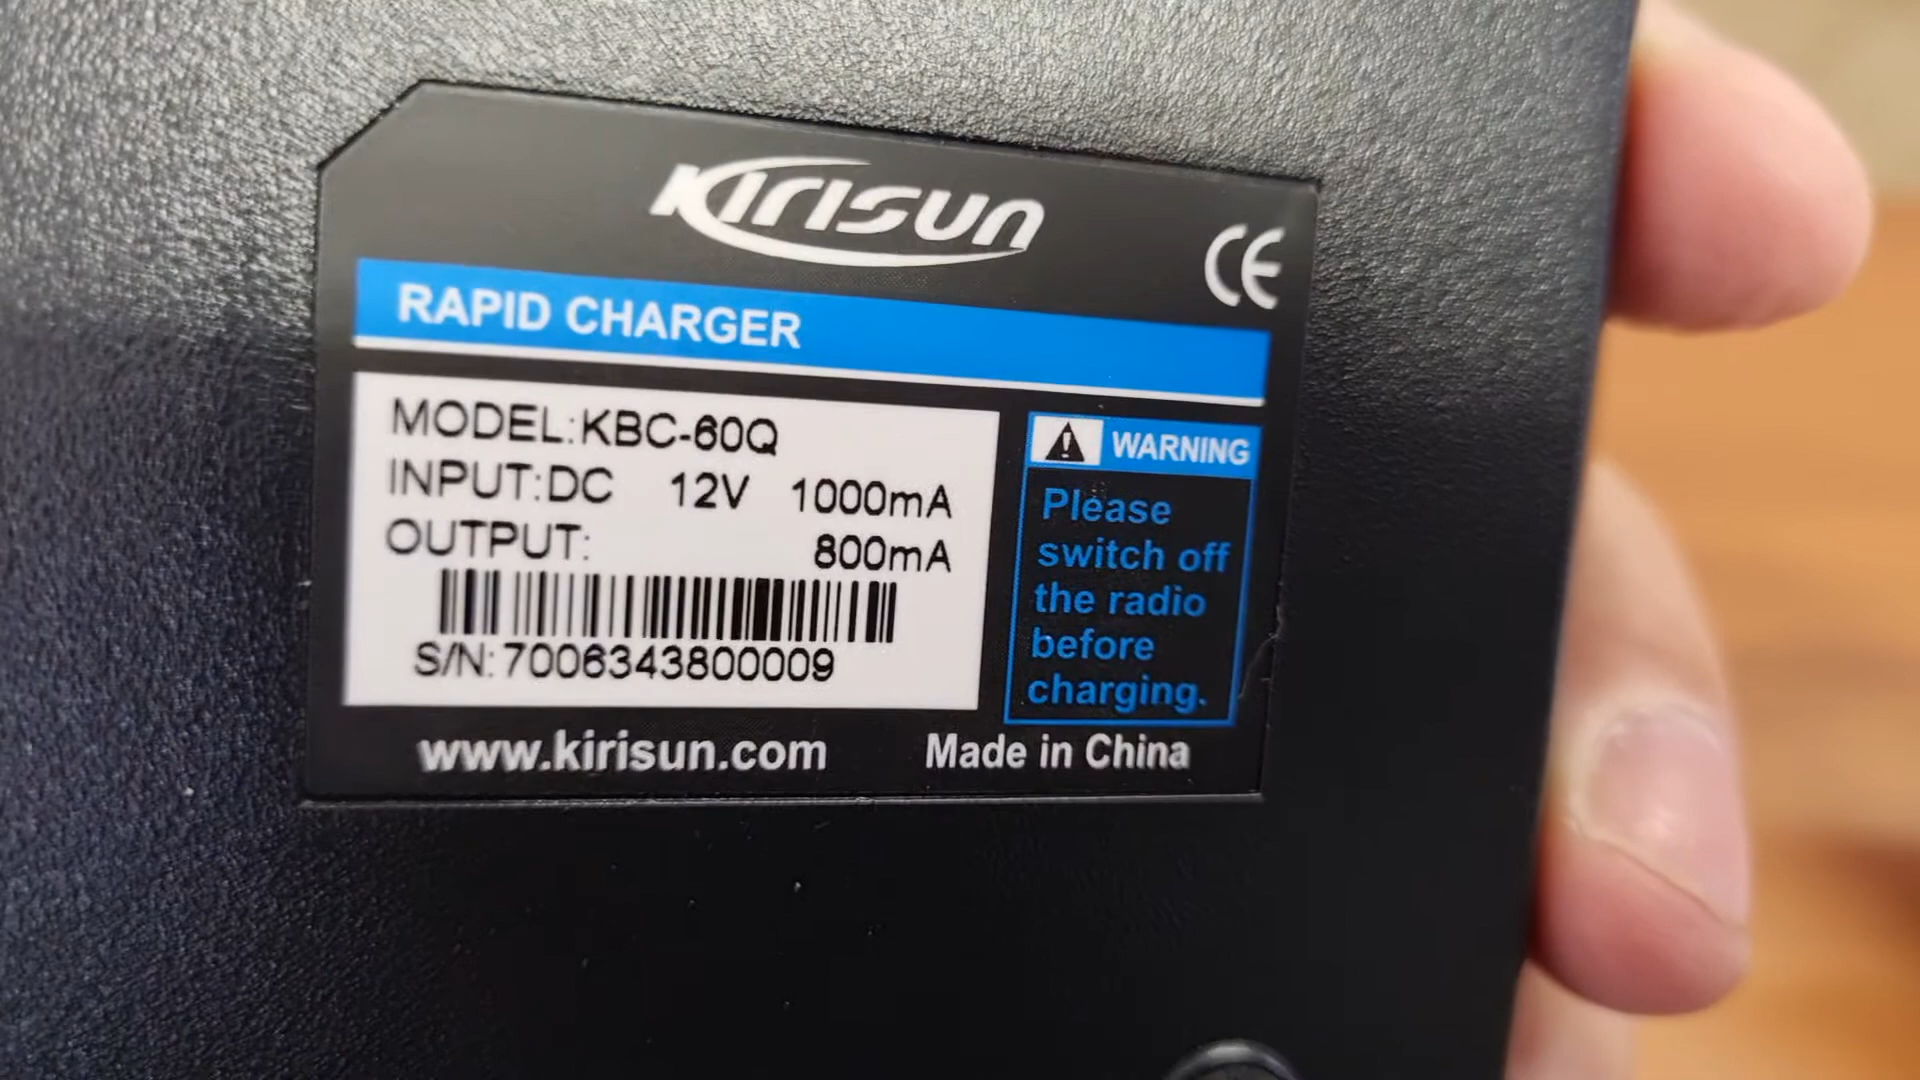 KIRISUN
CE
RAPID CHARGER
MODEL:KBC-60Q
INPUT:DC 12V 1000mA
OUTPUT: 800mA
S/N:7006343800009
WARNING
Please
switch off
the radio
before
charging.
www.kirisun.com
Made in China